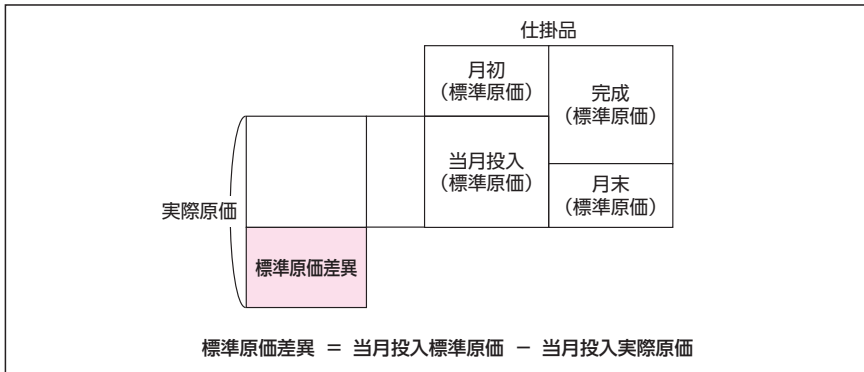 仕掛品
月初
（標準原価）
完成
（標準原価）
当月投入
（標準原価）
月末
（標準原価）
実際原価
標準原価差異
標準原価差異 ＝ 当月投入標準原価 － 当月投入実際原価